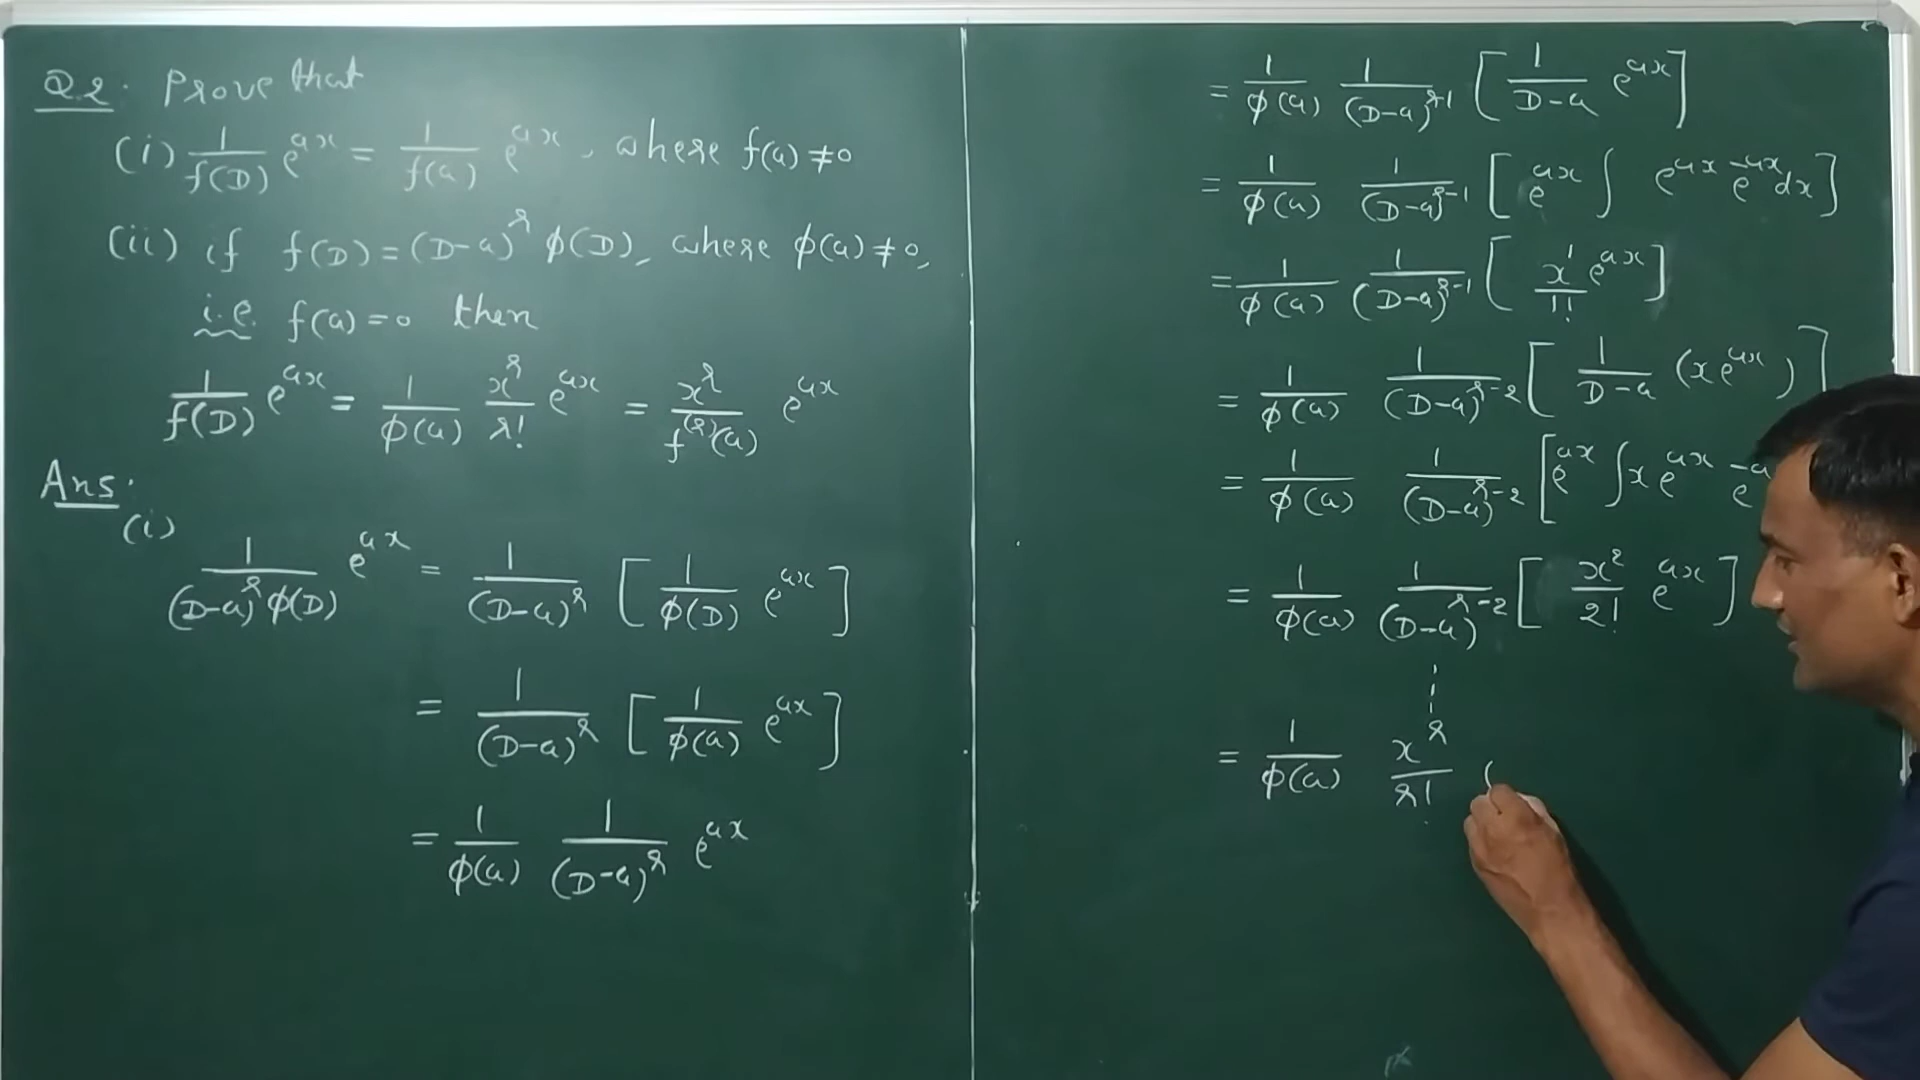 Q.2. Prove that
(i) 1/f(D) e^{ax} = 1/f(a) e^{ax}, where f(a) ≠ 0
(ii) if f(D) = (D-a)^r φ(D), where φ(a) ≠ 0,
i.e. f(a) = 0 then
1/f(D) e^{ax} = 1/φ(a) x^r/r! e^{ax} = x^r/f^{(r)}(a) e^{ax}
Ans.
(i)
1/((D-a)^r φ(D)) e^{ax} = 1/(D-a)^r [1/φ(D) e^{ax}]
= 1/(D-a)^r [1/φ(a) e^{ax}]
= 1/φ(a) 1/(D-a)^r e^{ax}
= 1/φ(a) 1/(D-a)^{r-1} [1/(D-a) e^{ax}]
= 1/φ(a) 1/(D-a)^{r-1} [e^{ax} ∫ e^{ax} e^{-ax} dx]
= 1/φ(a) 1/(D-a)^{r-1} [x^1/1! e^{ax}]
= 1/φ(a) 1/(D-a)^{r-2} [1/(D-a) (x e^{ax})]
= 1/φ(a) 1/(D-a)^{r-2} [e^{ax} ∫ x e^{ax} e^{-a
= 1/φ(a) 1/(D-a)^{r-2} [x^2/2! e^{ax}]
= 1/φ(a) x^r/r!